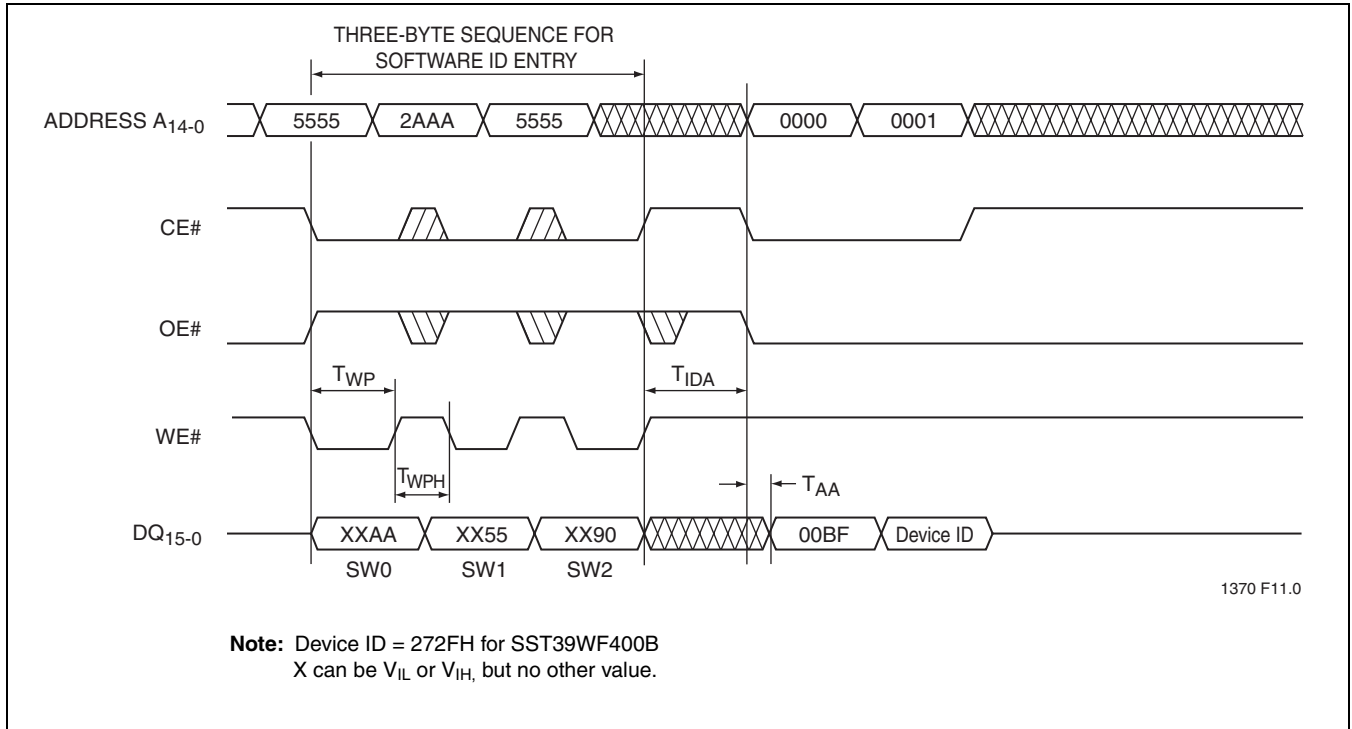 THREE-BYTE SEQUENCE FOR
SOFTWARE ID ENTRY
ADDRESS A14-0 5555 2AAA 5555 0000 0001
CE#
OE#
TWP TIDA
WE#
TWPH
TAA
DQ15-0 XXAA XX55 XX90 00BF Device ID
SW0 SW1 SW2
1370 F11.0
Note: Device ID = 272FH for SST39WF400B
X can be VIL or VIH, but no other value.